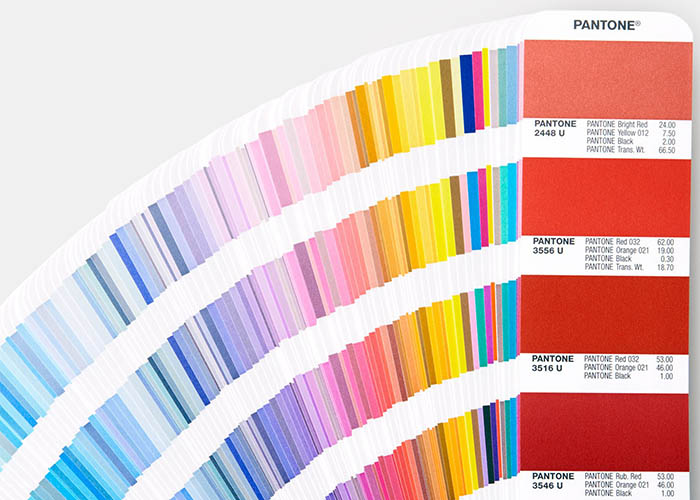 PANTONE®
PANTONE
2448 U
PANTONE Bright Red 24.00
PANTONE Yellow 012 7.50
PANTONE Black 2.00
PANTONE Trans. Wt. 66.50
PANTONE
3556 U
PANTONE Red 032 62.00
PANTONE Orange 021 19.00
PANTONE Black 0.30
PANTONE Trans. Wt. 18.70
PANTONE
3516 U
PANTONE Red 032 53.00
PANTONE Orange 021 46.00
PANTONE Black 1.00
PANTONE
3546 U
PANTONE Rub. Red 53.00
PANTONE Orange 021 46.00
PANTONE Black 1.00